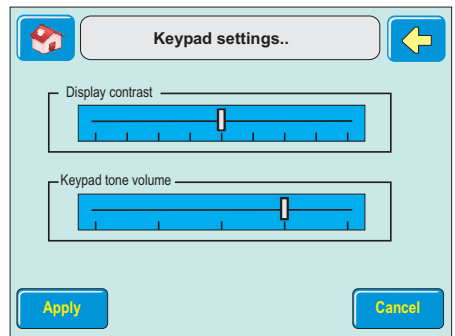 Keypad settings..
Display contrast
Keypad tone volume
Apply
Cancel